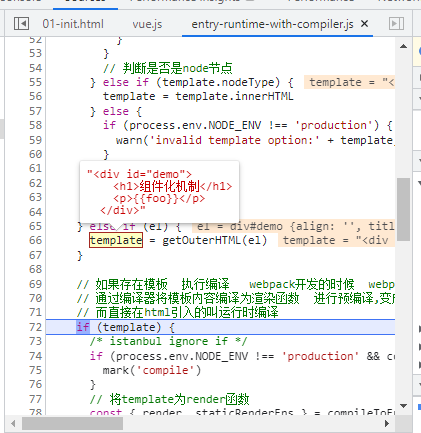 01-init.html vue.js entry-runtime-with-compiler.js ×
52 }
53 }
54 // 判断是否是node节点
55 } else if (template.nodeType) { template = "<
56 template = template.innerHTML
57 } else {
58 if (process.env.NODE_ENV !== 'production') {
59 warn('invalid template option:' + template,
60 }
61
"<div id="demo">
<h1>组件化机制</h1>
<p>{{foo}}</p>
</div>"
65 } else if (el) { el = div#demo {align: '', titl
66 template = getOuterHTML(el) template = "<div
67 }
68
69 // 如果存在模板 执行编译 webpack开发的时候 webp
70 // 通过编译器将模板内容编译为渲染函数 进行预编译,变成
71 // 而直接在html引入的叫运行时编译
72 if (template) {
73 /* istanbul ignore if */
74 if (process.env.NODE_ENV !== 'production' && co
75 mark('compile')
76 }
77 // 将template为render函数
78 const { render, staticRenderFns } = compileToFu